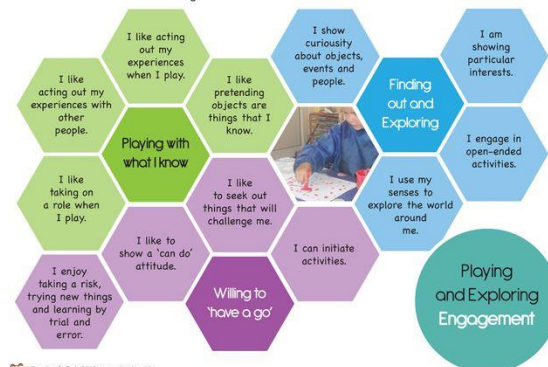 I like acting
out my
experiences
when I play.
I like
acting out my
experiences with
other
people.
I like
pretending
objects are
things that I
know.
Playing with
what I know
I like
taking on
a role when
I play.
I show
curiousity
about objects,
events and
people.
Finding
out and
Exploring
I am
showing
particular
interests.
I engage in
open-ended
activities.
I use my
senses to
explore the world
around
me.
I like
to seek out
things that will
challenge me.
I like to
show a 'can do'
attitude.
I can initiate
activities.
I enjoy
taking a risk,
trying new things
and learning by
trial and
error.
Willing to
'have a go'
Playing
and Exploring
Engagement